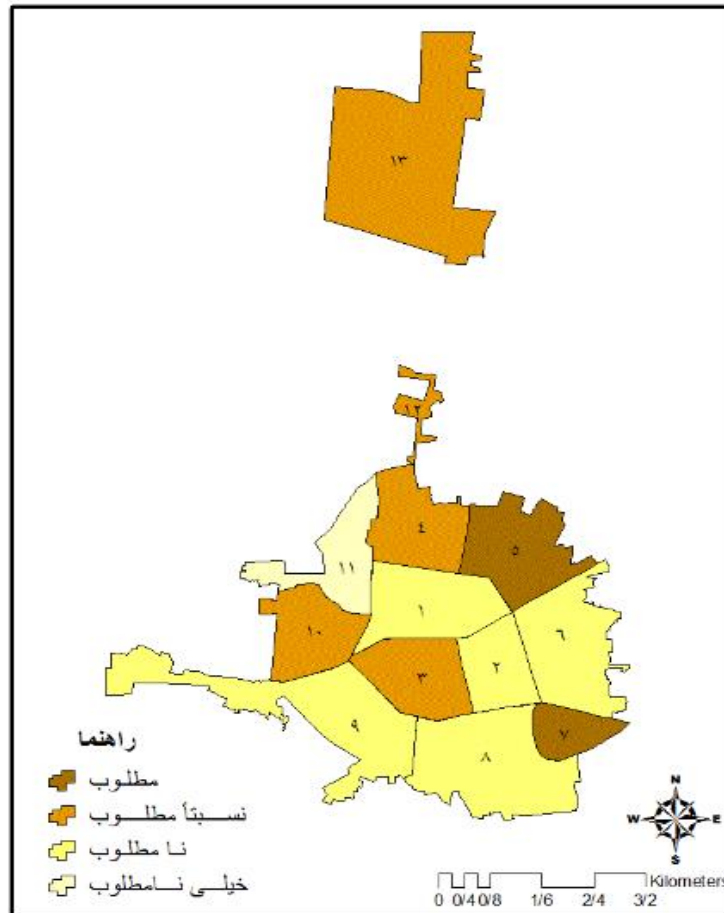 ۱۳
۱۲
۴
۵
۱۱
۱
۶
۱۰
۲
۳
۹
۷
۸
راهنما
مطلوب
نسبتاً مطلوب
نا مطلوب
خیلی نامطلوب
N
W E
S
Kilometers
0 0/4 0/8 1/6 2/4 3/2